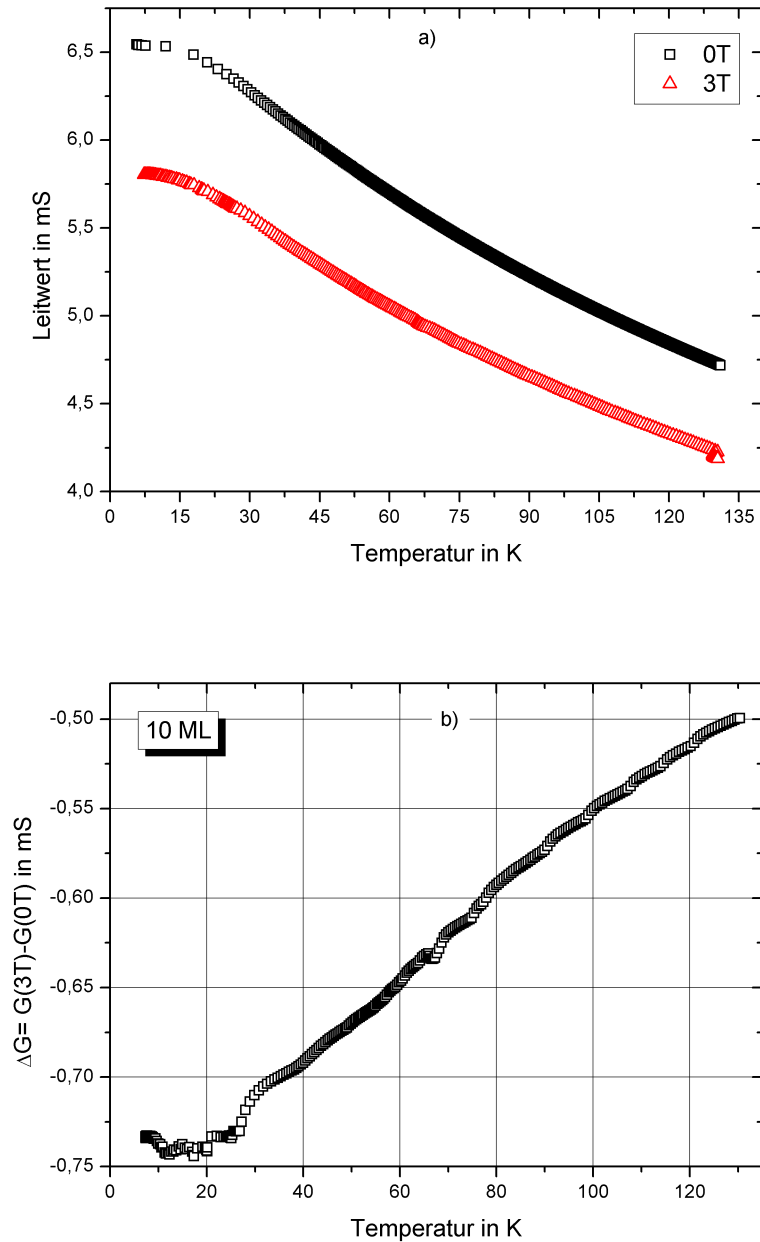 a)
0T
3T
6,5
6,0
5,5
5,0
4,5
4,0
Leitwert in mS
0 15 30 45 60 75 90 105 120 135
Temperatur in K
10 ML
b)
-0,50
-0,55
-0,60
-0,65
-0,70
-0,75
ΔG= G(3T)-G(0T) in mS
0 20 40 60 80 100 120
Temperatur in K